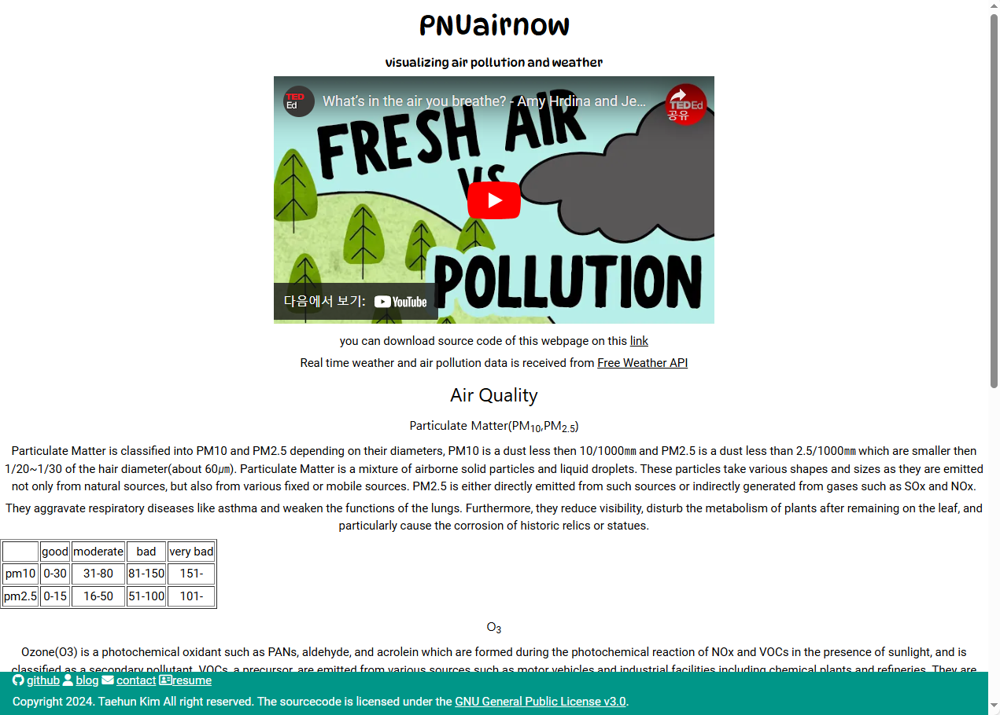 PNUairnow
visualizing air pollution and weather
TED
Ed
What's in the air you breathe? - Amy Hrdina and Je...
TEDEd
공유
FRESH AIR
VS
POLLUTION
다음에서 보기: YouTube
you can download source code of this webpage on this link
Real time weather and air pollution data is received from Free Weather API
Air Quality
Particulate Matter(PM10,PM2.5)
Particulate Matter is classified into PM10 and PM2.5 depending on their diameters, PM10 is a dust less then 10/1000㎜ and PM2.5 is a dust less than 2.5/1000㎜ which are smaller then
1/20~1/30 of the hair diameter(about 60㎛). Particulate Matter is a mixture of airborne solid particles and liquid droplets. These particles take various shapes and sizes as they are emitted
not only from natural sources, but also from various fixed or mobile sources. PM2.5 is either directly emitted from such sources or indirectly generated from gases such as SOx and NOx.
They aggravate respiratory diseases like asthma and weaken the functions of the lungs. Furthermore, they reduce visibility, disturb the metabolism of plants after remaining on the leaf, and
particularly cause the corrosion of historic relics or statues.
good moderate bad very bad
pm10 0-30 31-80 81-150 151-
pm2.5 0-15 16-50 51-100 101-
O3
Ozone(O3) is a photochemical oxidant such as PANs, aldehyde, and acrolein which are formed during the photochemical reaction of NOx and VOCs in the presence of sunlight, and is
classified as a secondary pollutant. VOCs, a precursor, are emitted from various sources such as motor vehicles and industrial facilities including chemical plants and refineries. They are
github blog contact resume
Copyright 2024. Taehun Kim All right reserved. The sourcecode is licensed under the GNU General Public License v3.0.